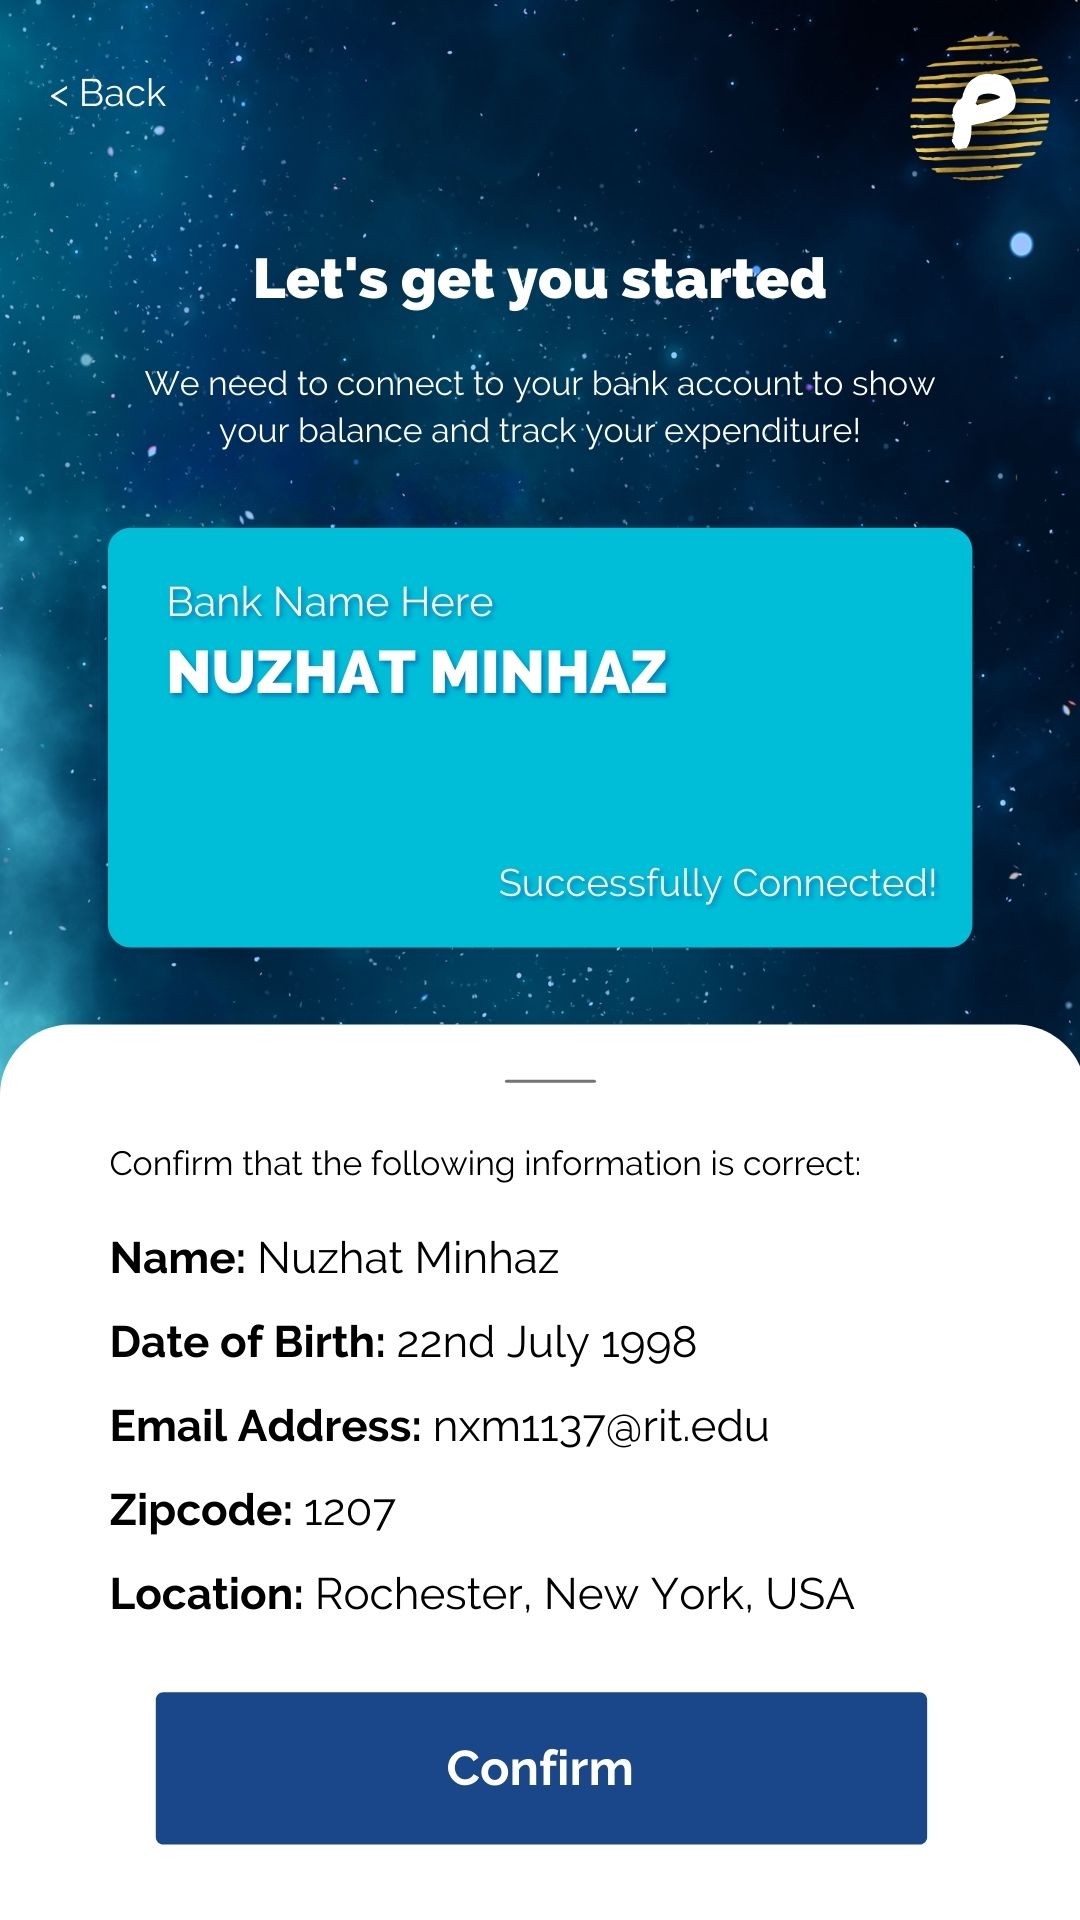 < Back
P
Let's get you started
We need to connect to your bank account to show
your balance and track your expenditure!
Bank Name Here
NUZHAT MINHAZ
Successfully Connected!
Confirm that the following information is correct:
Name: Nuzhat Minhaz
Date of Birth: 22nd July 1998
Email Address: nxm1137@rit.edu
Zipcode: 1207
Location: Rochester, New York, USA
Confirm